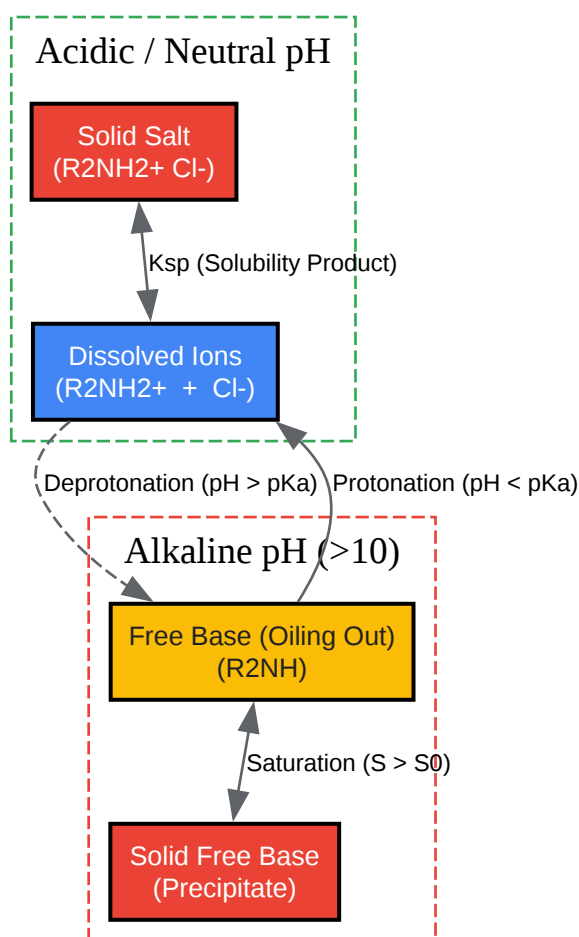 Acidic / Neutral pH
Solid Salt
(R2NH2+ Cl-)
Ksp (Solubility Product)
Dissolved Ions
(R2NH2+ + Cl-)
Deprotonation (pH > pKa)
Protonation (pH < pKa)
Alkaline pH (>10)
Free Base (Oiling Out)
(R2NH)
Saturation (S > S0)
Solid Free Base
(Precipitate)